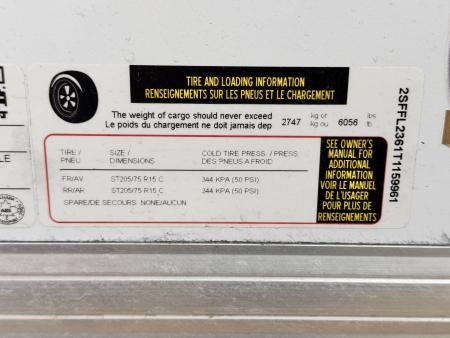 TIRE AND LOADING INFORMATION
RENSEIGNEMENTS SUR LES PNEUS ET LE CHARGEMENT
The weight of cargo should never exceed
Le poids du chargement ne doit jamais dep
2747 kg or 6056 lbs
kg ou lb
TIRE / SIZE / COLD TIRE PRESS. / PRESS.
PNEU DIMENSIONS DES PNEUS A FROID
FR/AV ST205/75 R15 C 344 KPA (50 PSI)
RR/AR ST205/75 R15 C 344 KPA (50 PSI)
SPARE/DE SECOURS NONE/AUCUN
SEE OWNER'S
MANUAL FOR
ADDITIONAL
INFORMATION
VOIR LE MANUEL
DE L'USAGER
POUR PLUS DE
RENSEIGNEMENTS
2SFFL2361T1159961
LE